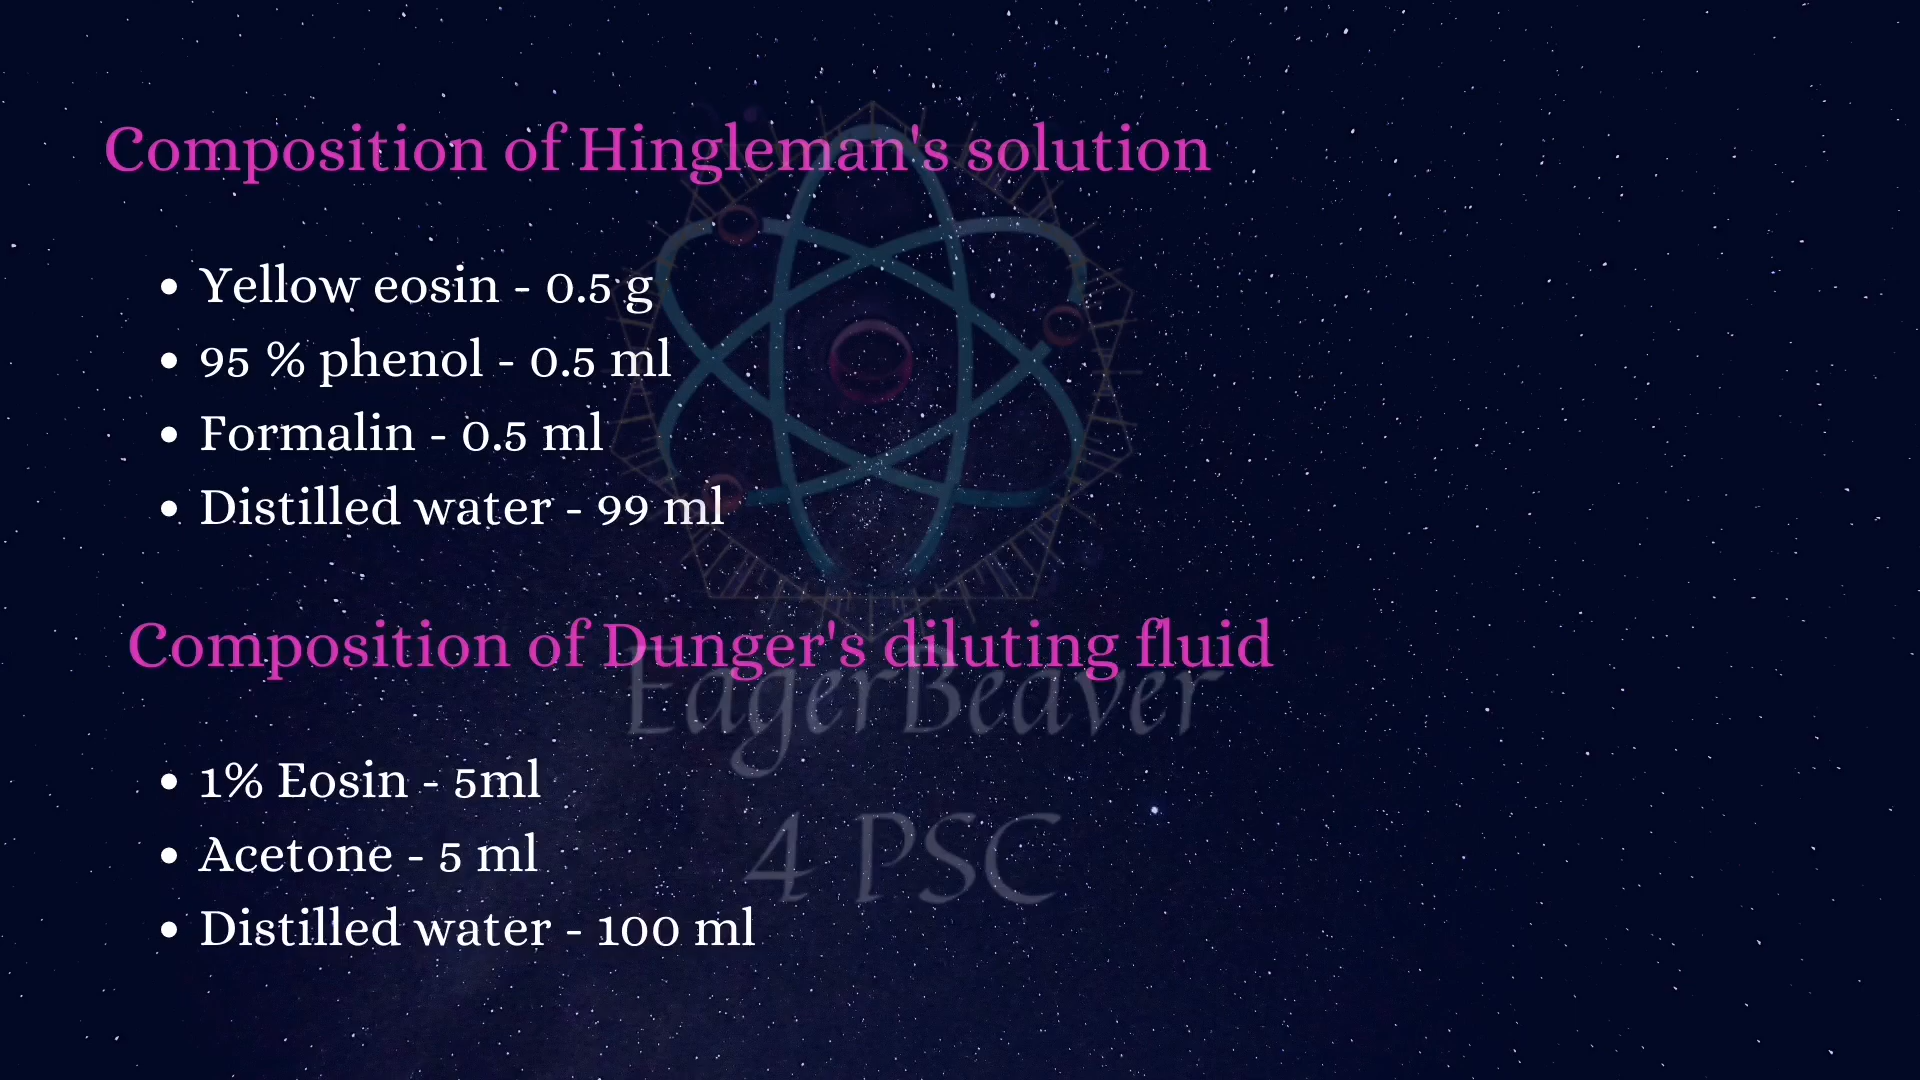 Composition of Hingleman's solution
• Yellow eosin - 0.5 g
• 95 % phenol - 0.5 ml
• Formalin - 0.5 ml
• Distilled water - 99 ml
Composition of Dunger's diluting fluid
EagerBeaver
• 1% Eosin - 5ml
4 PSC
• Acetone - 5 ml
• Distilled water - 100 ml